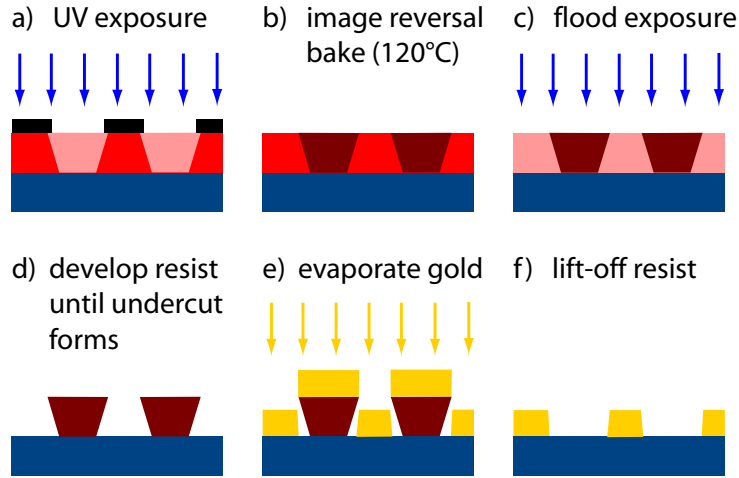 a) UV exposure
b) image reversal
bake (120°C)
c) flood exposure
d) develop resist
until undercut
forms
e) evaporate gold
f) lift-off resist